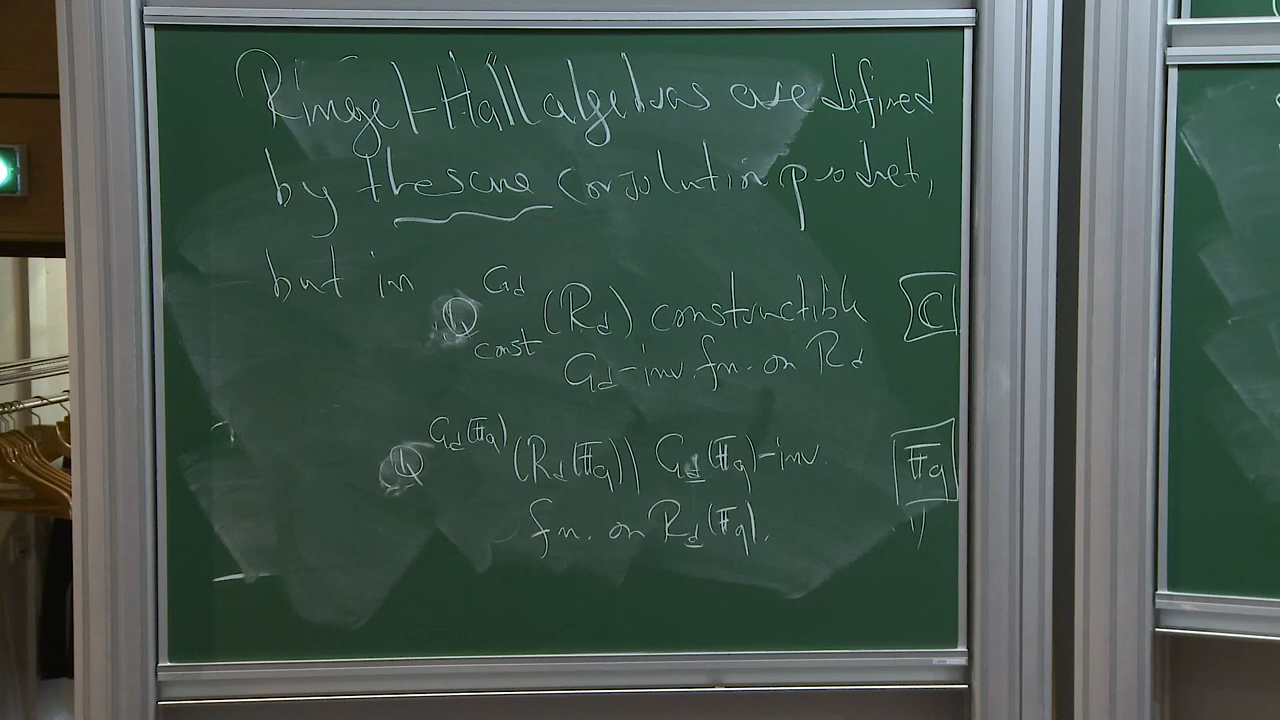 Ringel-Hall algebras are defined
by the same convolution product,
but in
ℚ_const^{G_d} (R_d) constructible ℂ
G_d-inv. fn. on R_d
ℚ^{G_d(𝔽_q)} (R_d(𝔽_q)) G_d(𝔽_q)-inv. 𝔽_q
fn. on R_d(𝔽_q).